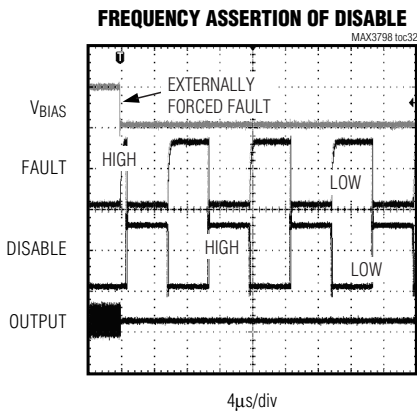 FREQUENCY ASSERTION OF DISABLE
MAX3798 toc32
VBIAS
EXTERNALLY
FORCED FAULT
FAULT
HIGH
LOW
DISABLE
HIGH
LOW
OUTPUT
4µs/div